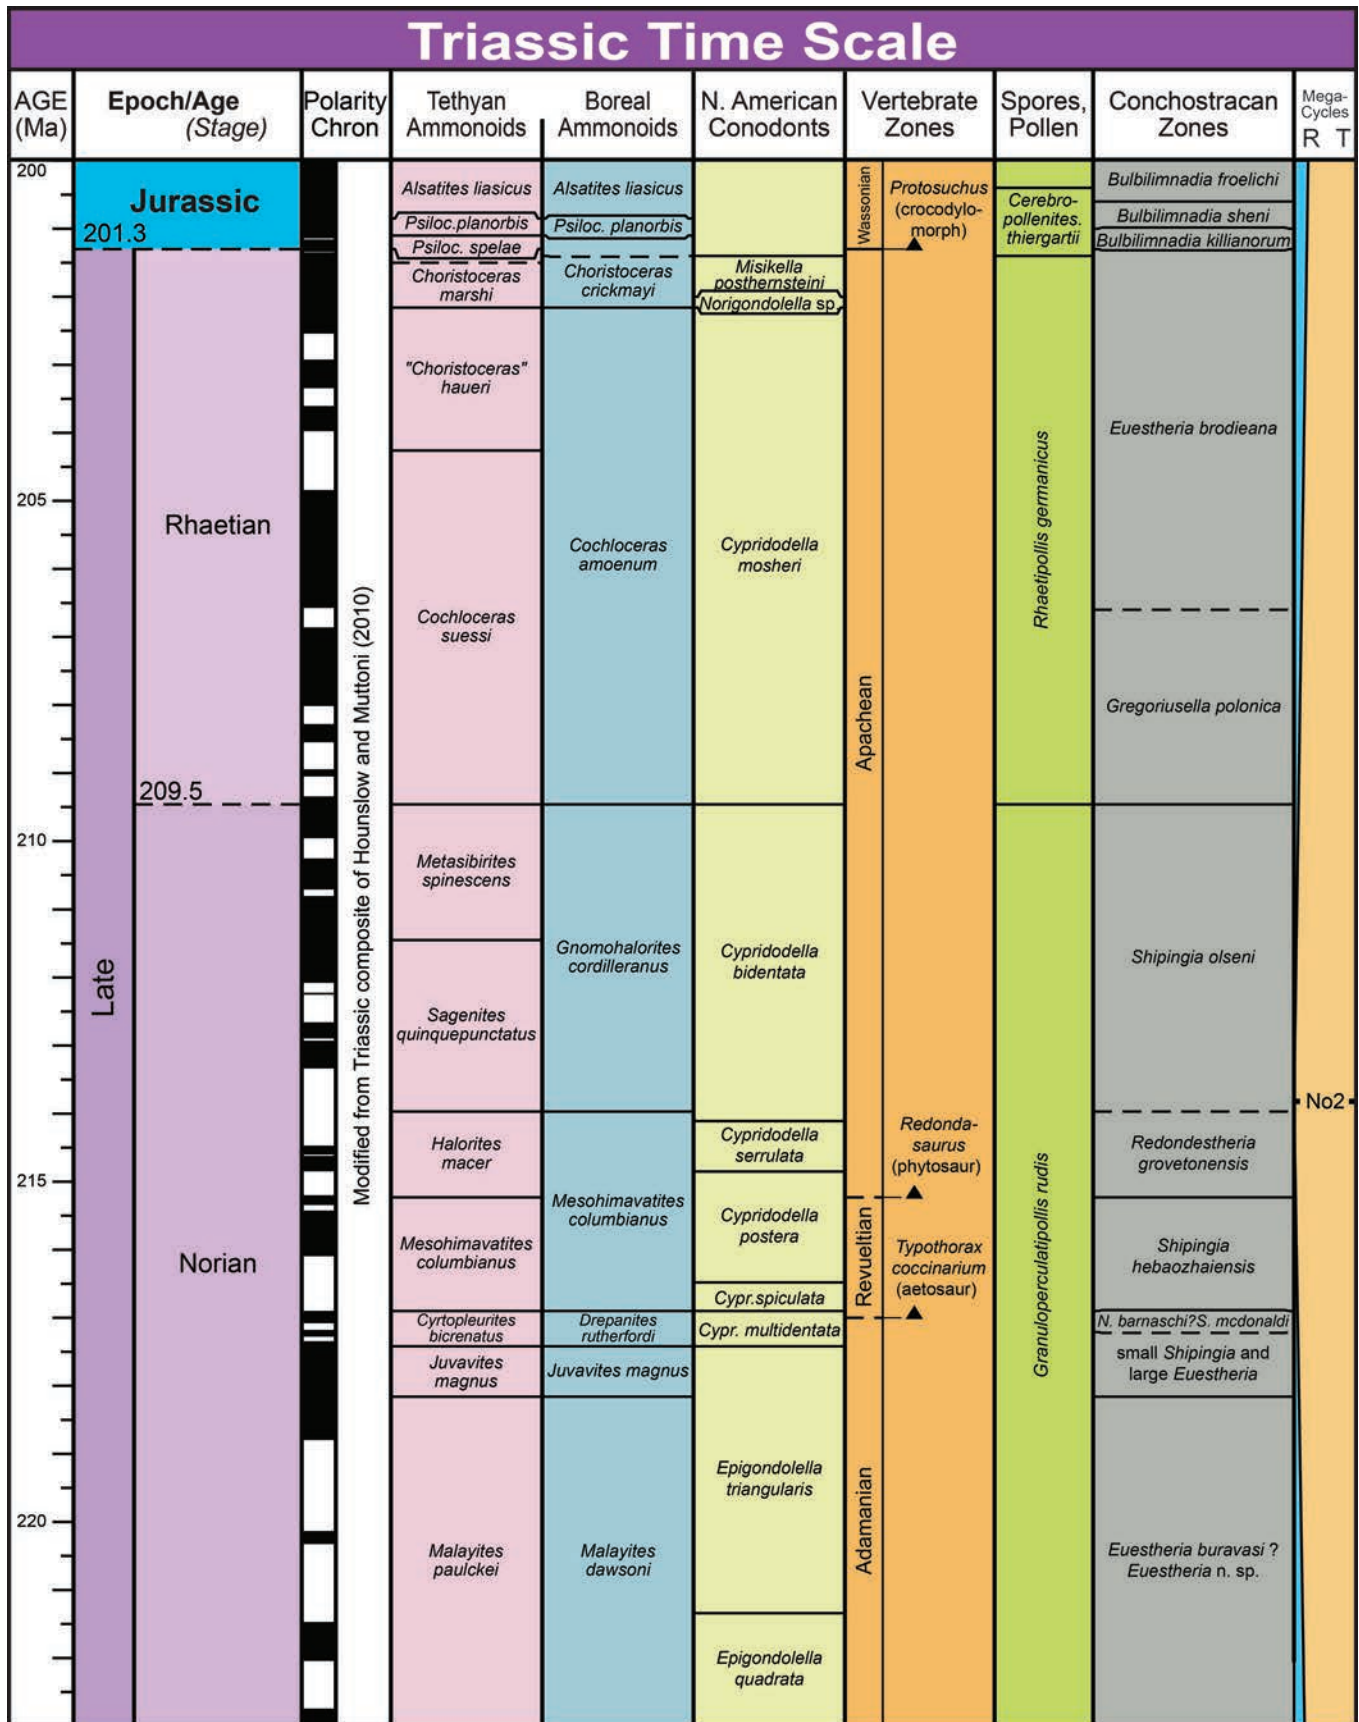 Triassic Time Scale
AGE
(Ma)
Epoch/Age
(Stage)
Polarity
Chron
Tethyan
Ammonoids
Boreal
Ammonoids
N. American
Conodonts
Vertebrate
Zones
Spores,
Pollen
Conchostracan
Zones
Mega-
Cycles
R T
200
205
210
215
220
Jurassic
201.3
Late
Rhaetian
209.5
Norian
Modified from Triassic composite of Hounslow and Muttoni (2010)
Alsatites liasicus
Psiloc.planorbis
Psiloc. spelae
Choristoceras
marshi
"Choristoceras"
haueri
Cochloceras
suessi
Metasibirites
spinescens
Sagenites
quinquepunctatus
Halorites
macer
Mesohimavatites
columbianus
Cyrtopleurites
bicrenatus
Juvavites
magnus
Malayites
paulckei
Alsatites liasicus
Psiloc. planorbis
Choristoceras
crickmayi
Cochloceras
amoenum
Gnomohalorites
cordilleranus
Mesohimavatites
columbianus
Drepanites
rutherfordi
Juvavites magnus
Malayites
dawsoni
Misikella
posthernsteini
Norigondolella sp
Cypridodella
mosheri
Cypridodella
bidentata
Cypridodella
serrulata
Cypridodella
postera
Cypr.spiculata
Cypr. multidentata
Epigondolella
triangularis
Epigondolella
quadrata
Wassonian
Apachean
Revueltian
Adamanian
Protosuchus
(crocodylo-
morph)
Redonda-
saurus
(phytosaur)
Typothorax
coccinarium
(aetosaur)
Cerebro-
pollenites.
thiergartii
Rhaetipollis germanicus
Granuloperculatipollis rudis
Bulbilimnadia froelichi
Bulbilimnadia sheni
Bulbilimnadia killianorum
Euestheria brodieana
Gregoriusella polonica
Shipingia olseni
Redondestheria
grovetonensis
Shipingia
hebaozhaiensis
N. barnaschi?S. mcdonaldi
small Shipingia and
large Euestheria
Euestheria buravasi ?
Euestheria n. sp.
No2